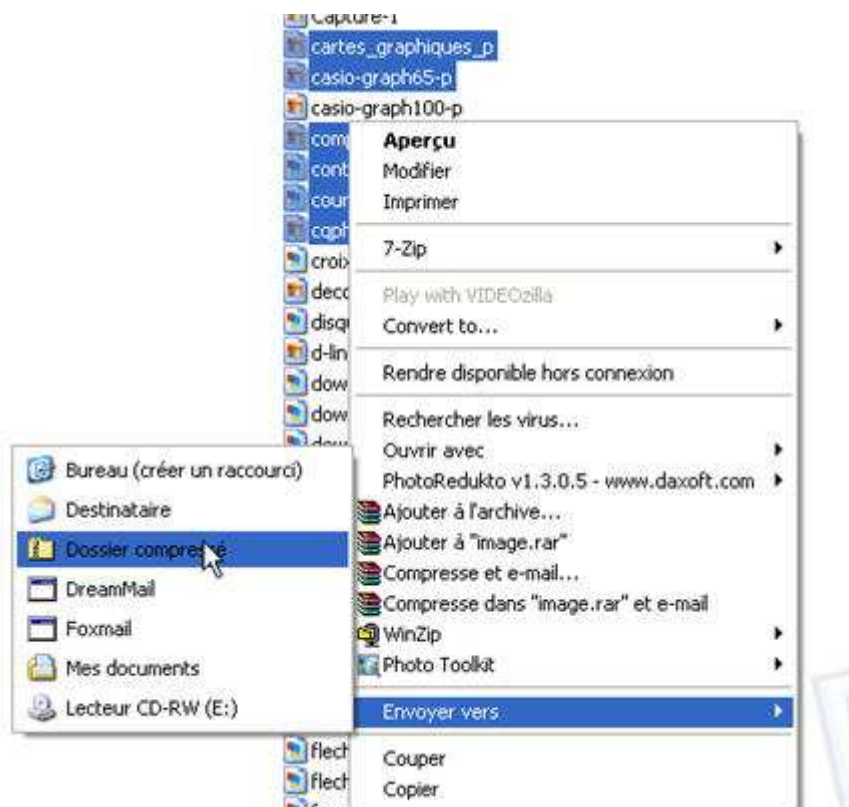 Capture-1
cartes_graphiques_p
casio-graph65-p
casio-graph100-p
Aperçu
Modifier
Imprimer
7-Zip
Play with VIDEOzilla
Convert to...
Rendre disponible hors connexion
Rechercher les virus...
Ouvrir avec
PhotoRedukto v1.3.0.5 - www.daxoft.com
Ajouter à l'archive...
Ajouter à "image.rar"
Compresse et e-mail...
Compresse dans "image.rar" et e-mail
WinZip
Photo Toolkit
Envoyer vers
Couper
Copier
Bureau (créer un raccourci)
Destinataire
Dossier compressé
DreamMail
Foxmail
Mes documents
Lecteur CD-RW (E:)